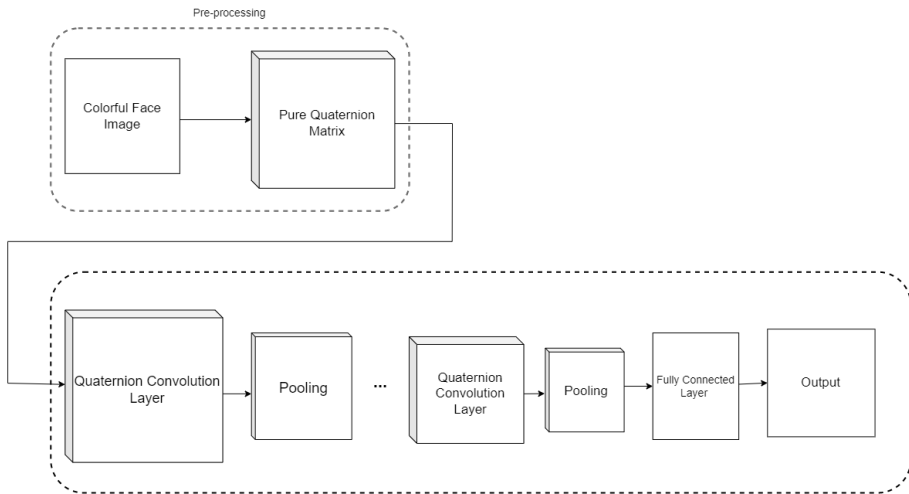 Pre-processing
Colorful Face
Image
Pure Quaternion
Matrix
Quaternion Convolution
Layer
Pooling
...
Quaternion
Convolution
Layer
Pooling
Fully Connected
Layer
Output